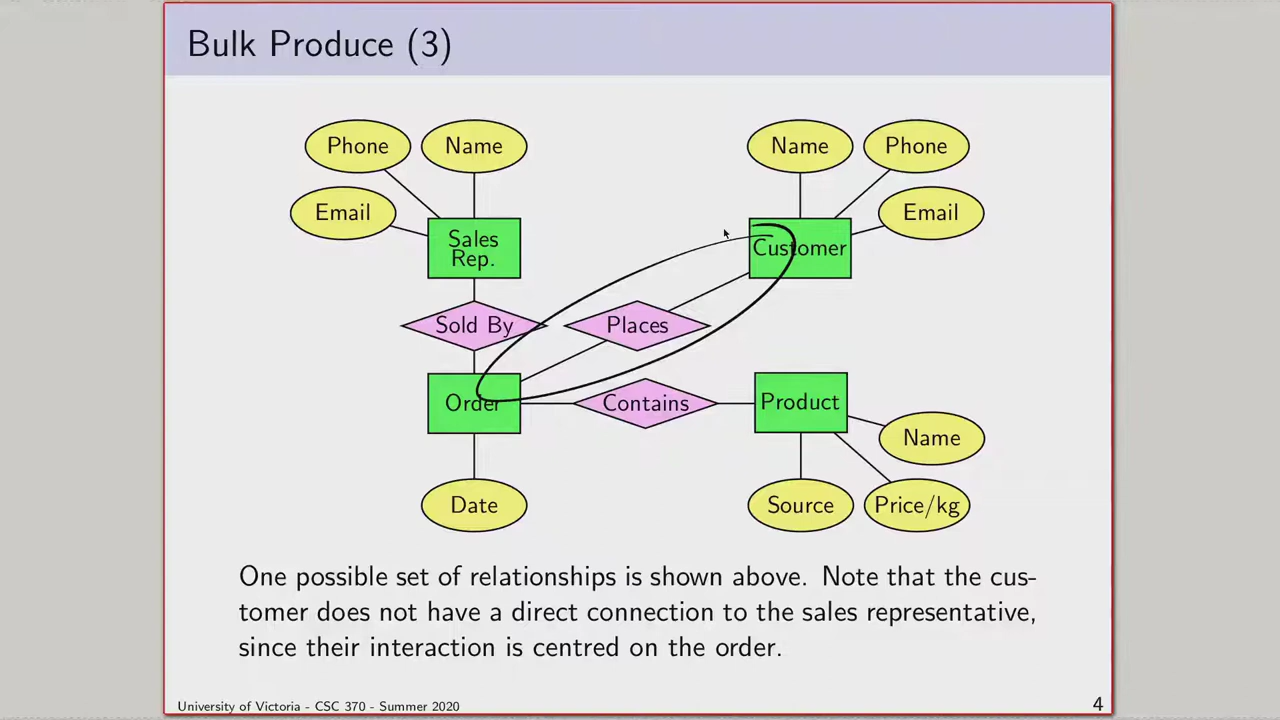 Bulk Produce (3)
Phone Name Name Phone
Email Email
Sales
Rep.
Customer
Sold By Places
Order Contains Product
Name
Date Source Price/kg
One possible set of relationships is shown above. Note that the cus-
tomer does not have a direct connection to the sales representative,
since their interaction is centred on the order.
University of Victoria - CSC 370 - Summer 2020
4